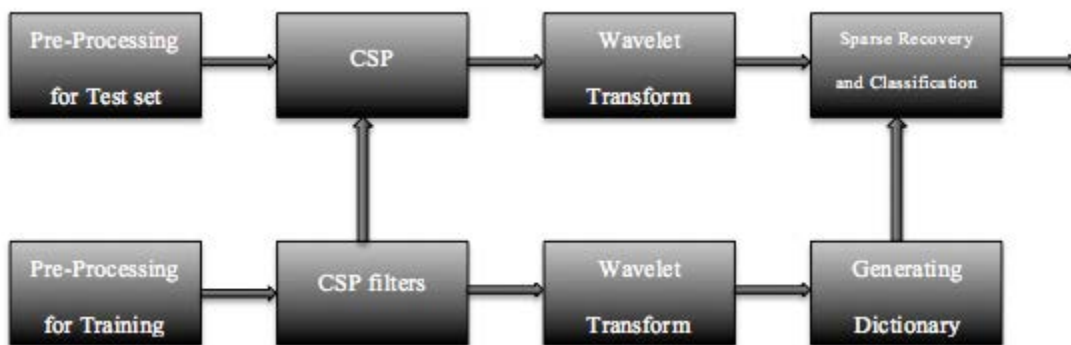 Pre-Processing
for Test set
CSP
Wavelet
Transform
Sparse Recovery
and Classification
Pre-Processing
for Training
CSP filters
Wavelet
Transform
Generating
Dictionary